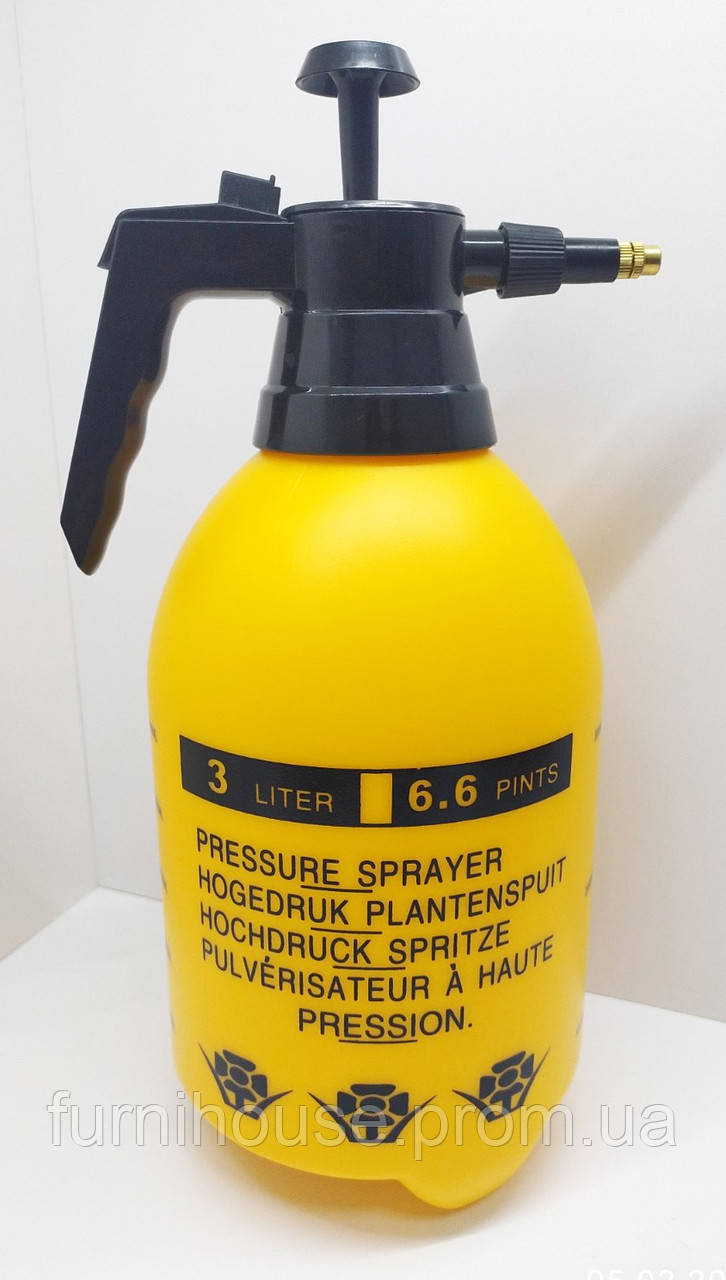 3 LITER 6.6 PINTS
PRESSURE SPRAYER
HOGEDRUK PLANTENSPUIT
HOCHDRUCK SPRITZE
PULVÉRISATEUR À HAUTE
PRESSION.
furnihouse.prom.ua